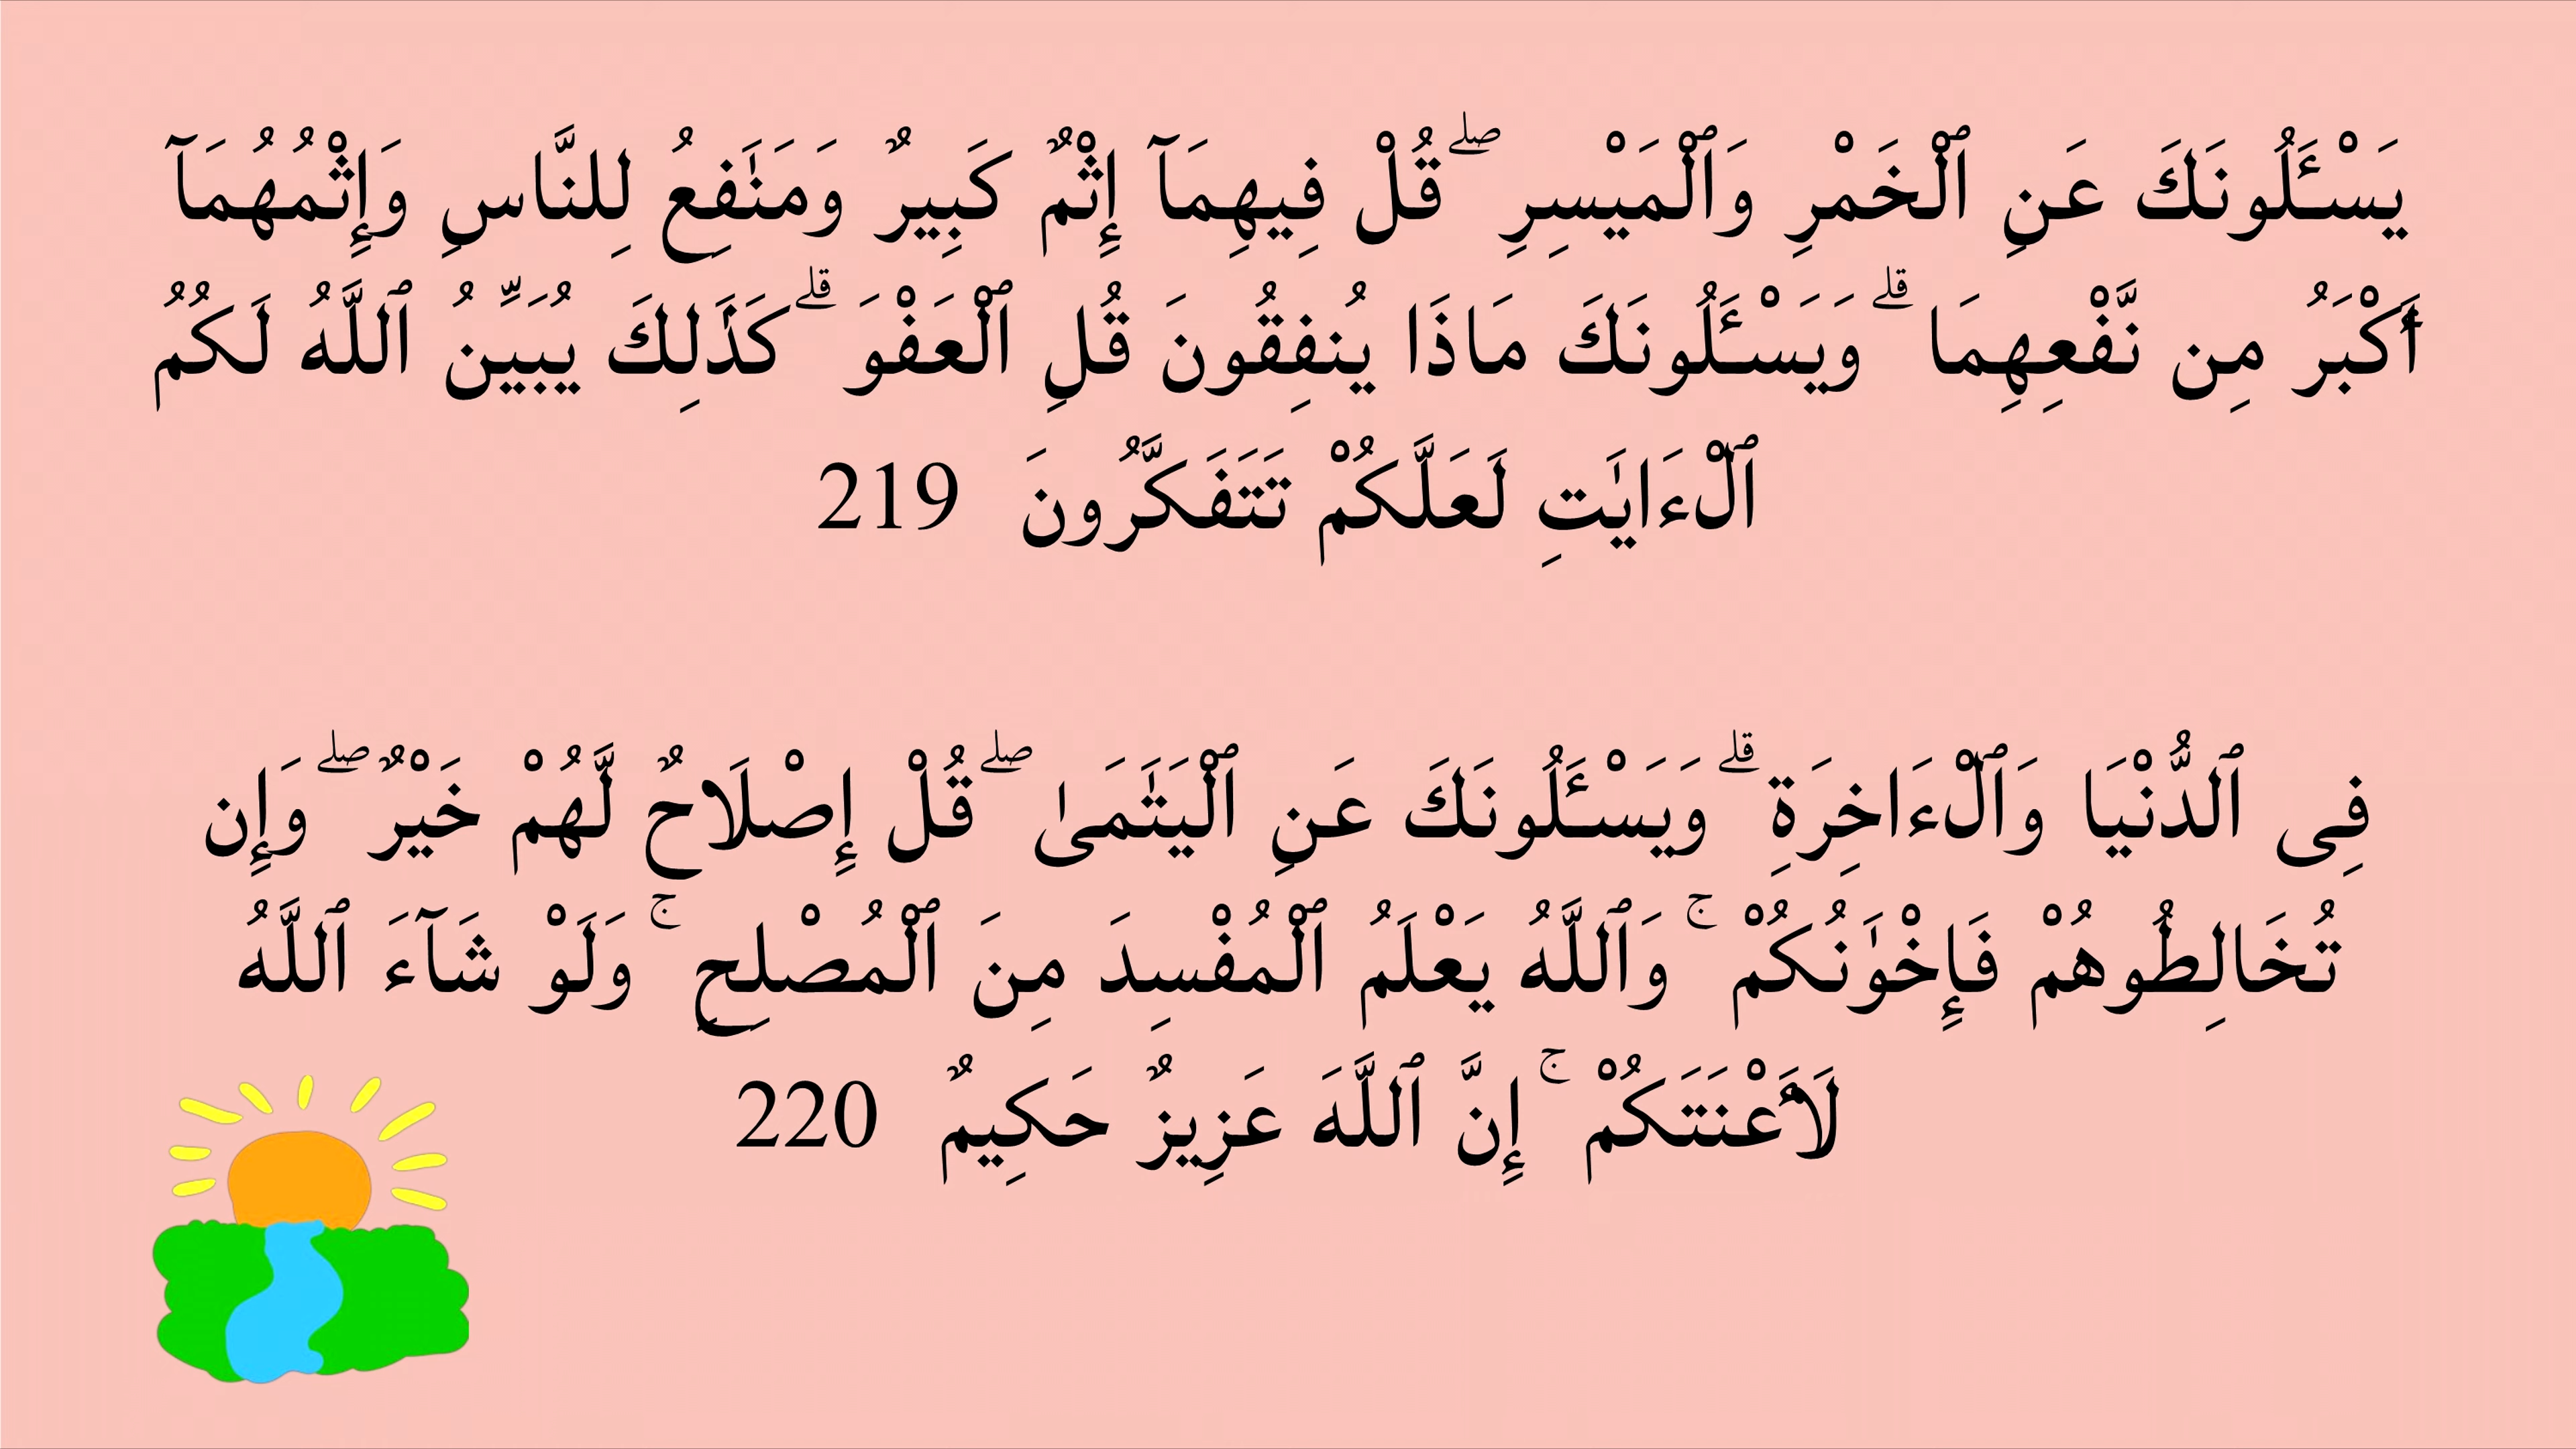 يَسْـَٔلُونَكَ عَنِ ٱلْخَمْرِ وَٱلْمَيْسِرِ ۖ قُلْ فِيهِمَآ إِثْمٌ كَبِيرٌ وَمَنَٰفِعُ لِلنَّاسِ وَإِثْمُهُمَآ
أَكْبَرُ مِن نَّفْعِهِمَا ۗ وَيَسْـَٔلُونَكَ مَاذَا يُنفِقُونَ قُلِ ٱلْعَفْوَ ۗ كَذَٰلِكَ يُبَيِّنُ ٱللَّهُ لَكُمُ
ٱلْءَايَٰتِ لَعَلَّكُمْ تَتَفَكَّرُونَ 219
فِى ٱلدُّنْيَا وَٱلْءَاخِرَةِ ۗ وَيَسْـَٔلُونَكَ عَنِ ٱلْيَتَٰمَىٰ ۖ قُلْ إِصْلَاحٌ لَّهُمْ خَيْرٌ ۖ وَإِن
تُخَالِطُوهُمْ فَإِخْوَٰنُكُمْ ۚ وَٱللَّهُ يَعْلَمُ ٱلْمُفْسِدَ مِنَ ٱلْمُصْلِحِ ۚ وَلَوْ شَآءَ ٱللَّهُ
لَأَعْنَتَكُمْ ۚ إِنَّ ٱللَّهَ عَزِيزٌ حَكِيمٌ 220